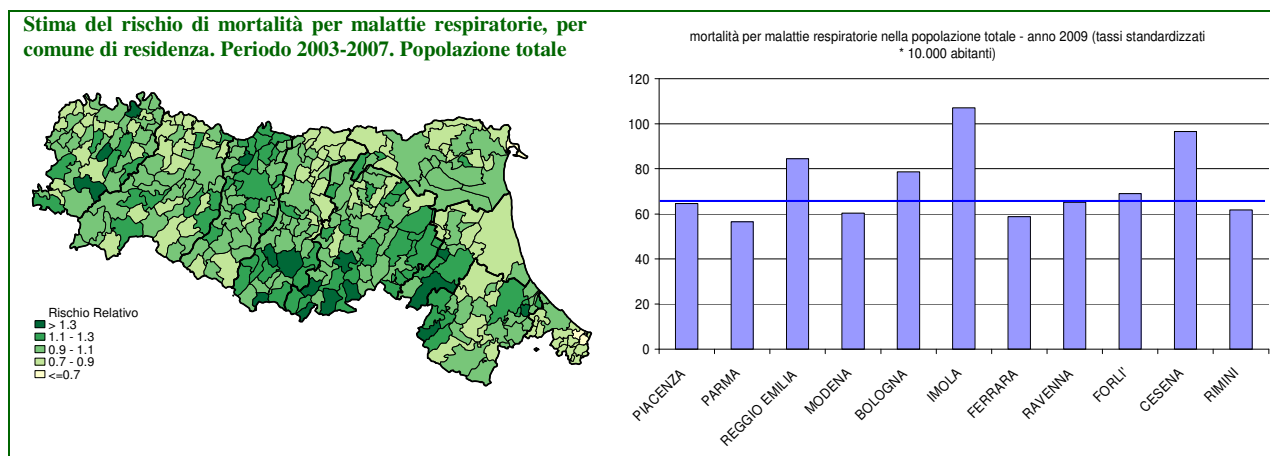 Stima del rischio di mortalità per malattie respiratorie, per
comune di residenza. Periodo 2003-2007. Popolazione totale
Rischio Relativo
> 1.3
1.1 - 1.3
0.9 - 1.1
0.7 - 0.9
<=0.7
mortalità per malattie respiratorie nella popolazione totale - anno 2009 (tassi standardizzati
* 10.000 abitanti)
120
100
80
60
40
20
0
PIACENZA
PARMA
REGGIO EMILIA
MODENA
BOLOGNA
IMOLA
FERRARA
RAVENNA
FORLI'
CESENA
RIMINI